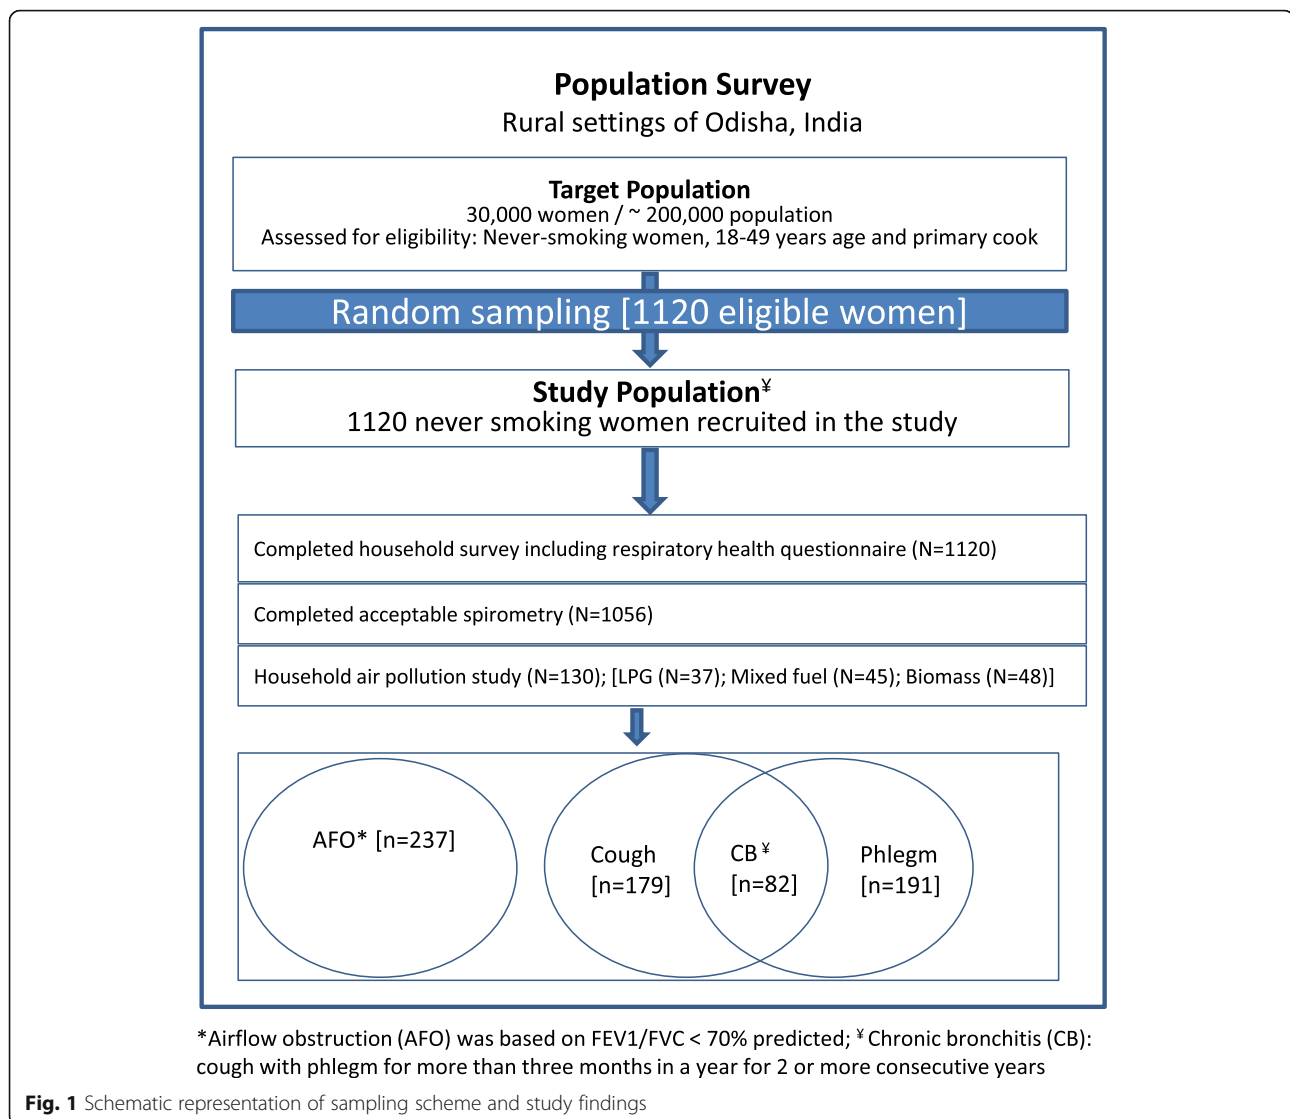 Population Survey
Rural settings of Odisha, India
Target Population
30,000 women / ~ 200,000 population
Assessed for eligibility: Never-smoking women, 18-49 years age and primary cook
Random sampling [1120 eligible women]
Study Population¥
1120 never smoking women recruited in the study
Completed household survey including respiratory health questionnaire (N=1120)
Completed acceptable spirometry (N=1056)
Household air pollution study (N=130); [LPG (N=37); Mixed fuel (N=45); Biomass (N=48)]
AFO* [n=237]
Cough
[n=179]
CB¥
[n=82]
Phlegm
[n=191]
*Airflow obstruction (AFO) was based on FEV1/FVC < 70% predicted; ¥ Chronic bronchitis (CB):
cough with phlegm for more than three months in a year for 2 or more consecutive years
Fig. 1 Schematic representation of sampling scheme and study findings